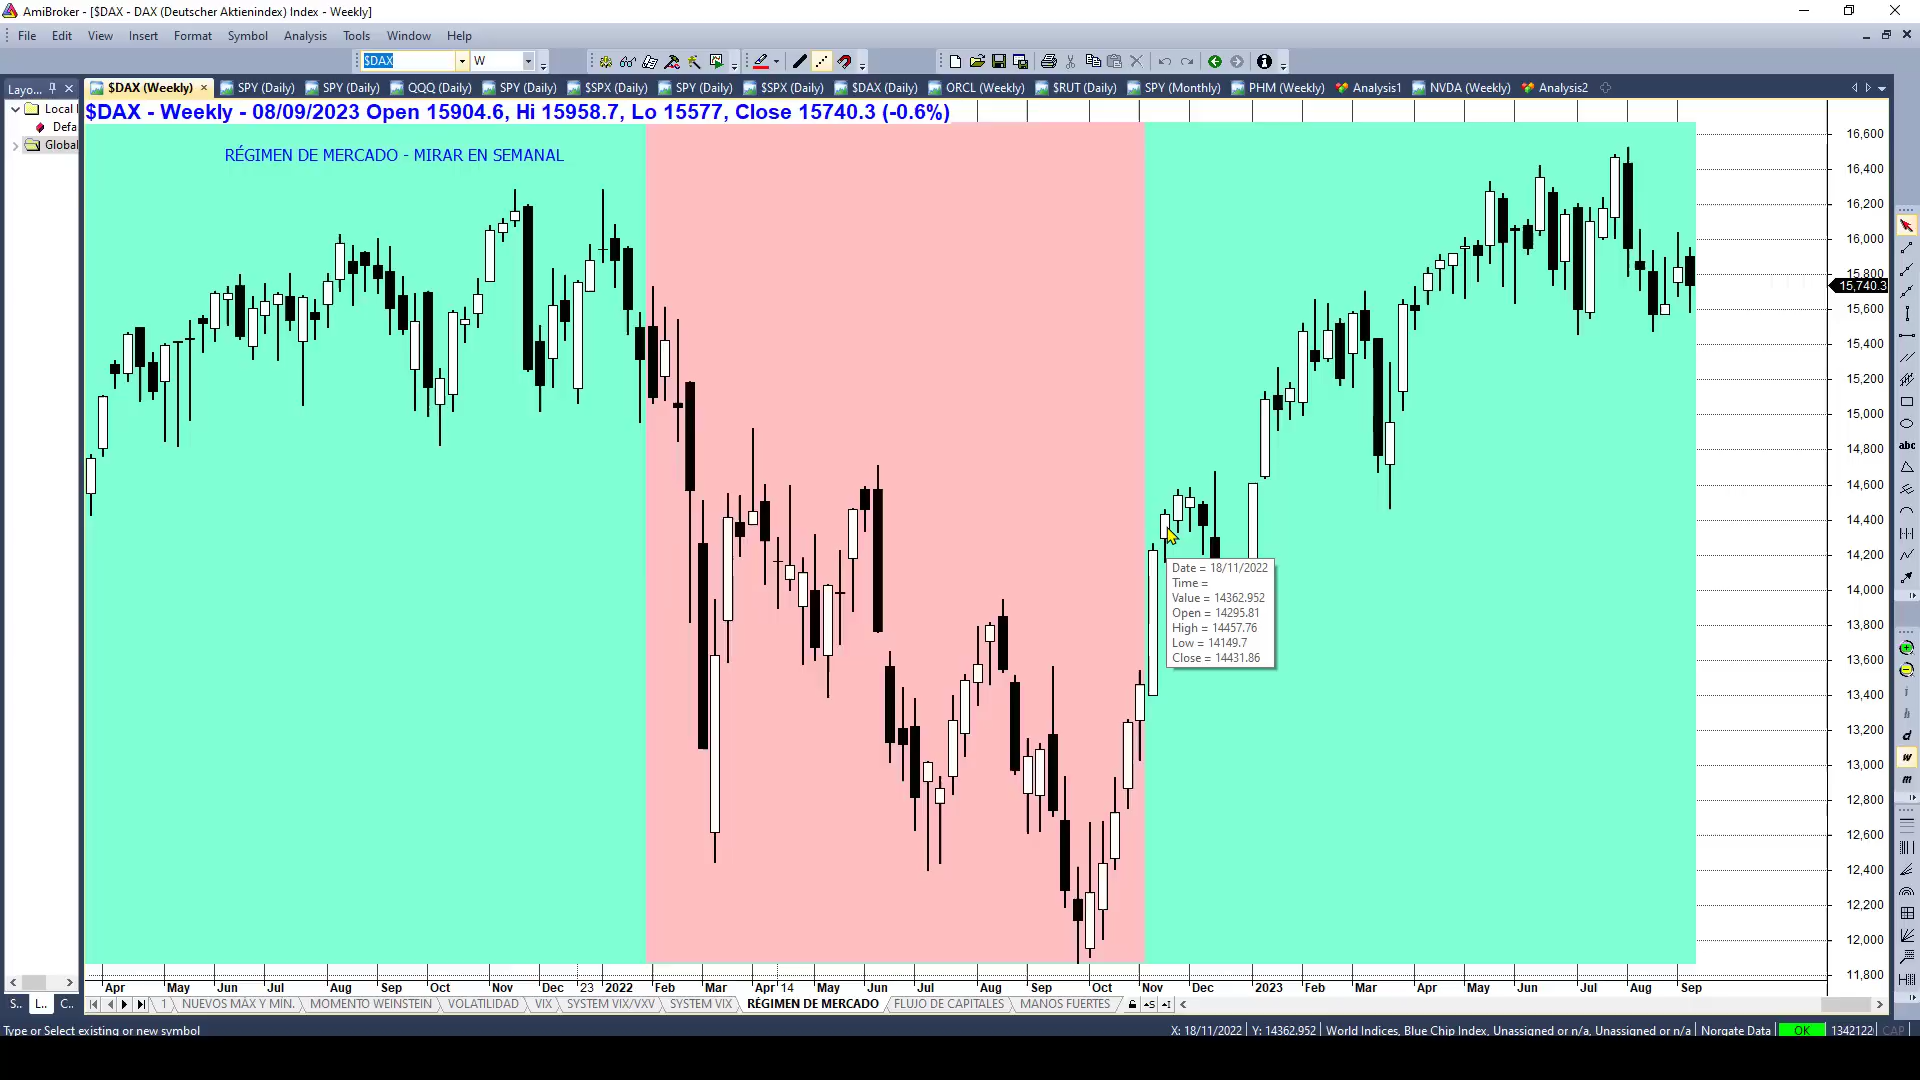 AmiBroker - [$DAX - DAX (Deutscher Aktienindex) Index - Weekly]
File Edit View Insert Format Symbol Analysis Tools Window Help
$DAX W
Layo...
$DAX (Weekly) SPY (Daily) SPY (Daily) QQQ (Daily) SPY (Daily) $SPX (Daily) SPY (Daily) $SPX (Daily) $DAX (Daily) ORCL (Weekly) $RUT (Daily) SPY (Monthly) PHM (Weekly) Analysis1 NVDA (Weekly) Analysis2
Local
Defa
Global
$DAX - Weekly - 08/09/2023 Open 15904.6, Hi 15958.7, Lo 15577, Close 15740.3 (-0.6%)
RÉGIMEN DE MERCADO - MIRAR EN SEMANAL
16,600
16,400
16,200
16,000
15,800
15,740.3
15,600
15,400
15,200
15,000
14,800
14,600
14,400
14,200
14,000
13,800
13,600
13,400
13,200
13,000
12,800
12,600
12,400
12,200
12,000
11,800
Date = 18/11/2022
Time =
Value = 14362.952
Open = 14295.81
High = 14457.76
Low = 14149.7
Close = 14431.86
abc
i
h
d
w
m
Apr May Jun Jul Aug Sep Oct Nov Dec 23 2022 Feb Mar Apr 14 May Jun Jul Aug Sep Oct Nov Dec 2023 Feb Mar Apr May Jun Jul Aug Sep
S.. L.. C..
1 NUEVOS MÁX Y MIN. MOMENTO WEINSTEIN VOLATILIDAD VIX SYSTEM VIX/VXV SYSTEM VIX RÉGIMEN DE MERCADO FLUJO DE CAPITALES MANOS FUERTES
Type or Select existing or new symbol
X: 18/11/2022 Y: 14362.952 World Indices, Blue Chip Index, Unassigned or n/a, Unassigned or n/a Norgate Data OK 1342122 CAP